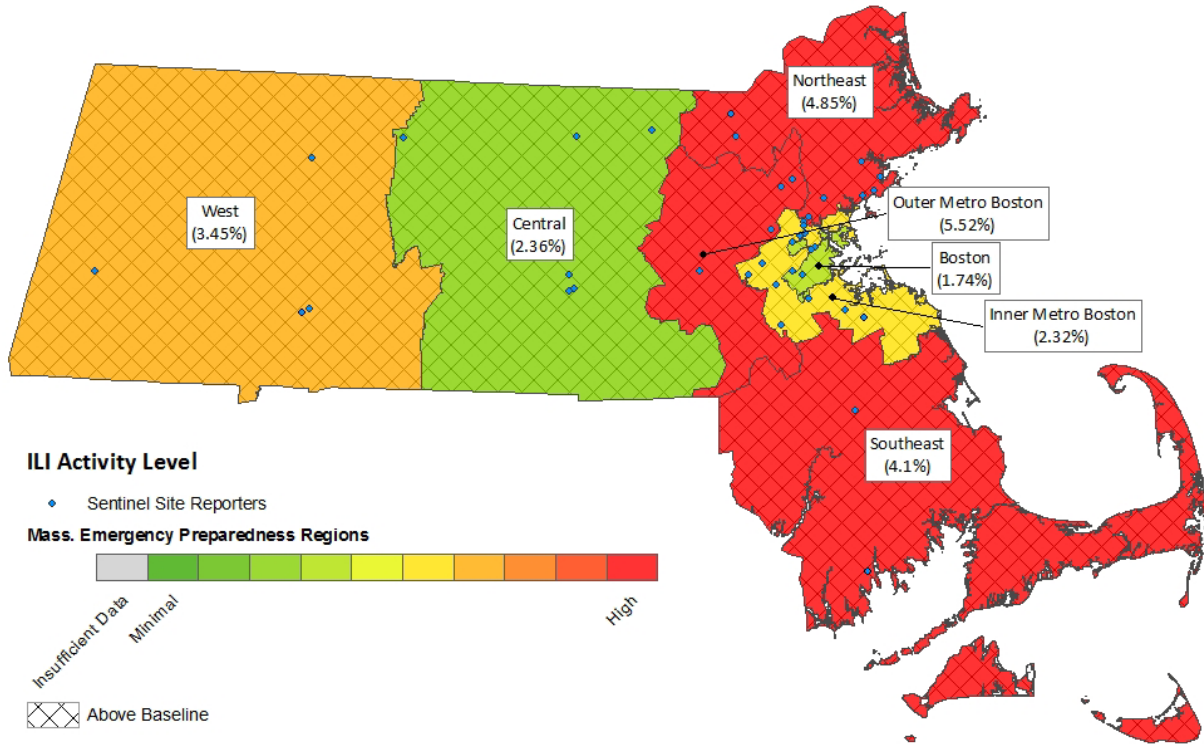 Northeast
(4.85%)
West
(3.45%)
Central
(2.36%)
Outer Metro Boston
(5.52%)
Boston
(1.74%)
Inner Metro Boston
(2.32%)
Southeast
(4.1%)
ILI Activity Level
Sentinel Site Reporters
Mass. Emergency Preparedness Regions
Insufficient Data
Minimal
High
Above Baseline